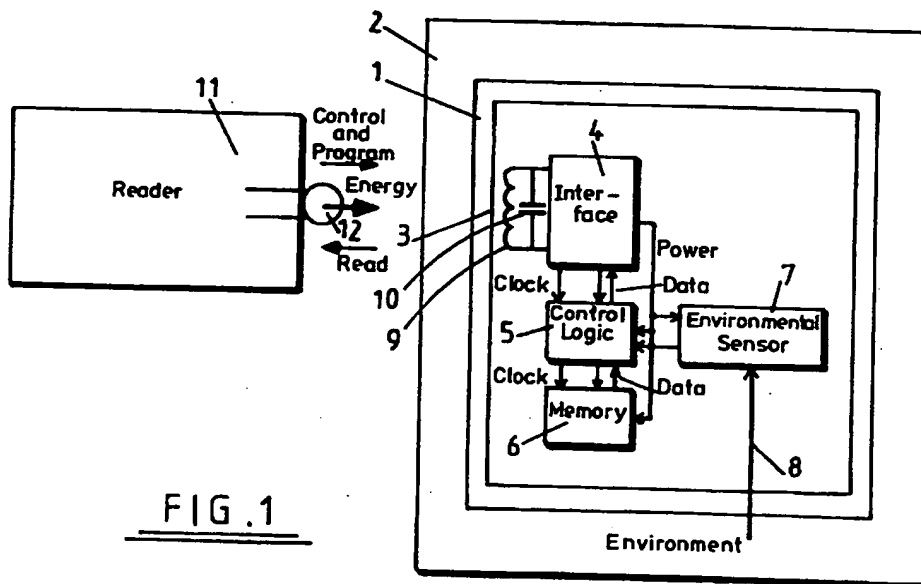 2
1
11
Control
and
Program
4
Reader
Energy
Inter-
face
12
3
Read
Power
10
Clock
Data
7
9
5
Control
Logic
Environmental
Sensor
Clock
Data
Memory
6
8
FIG.1
Environment